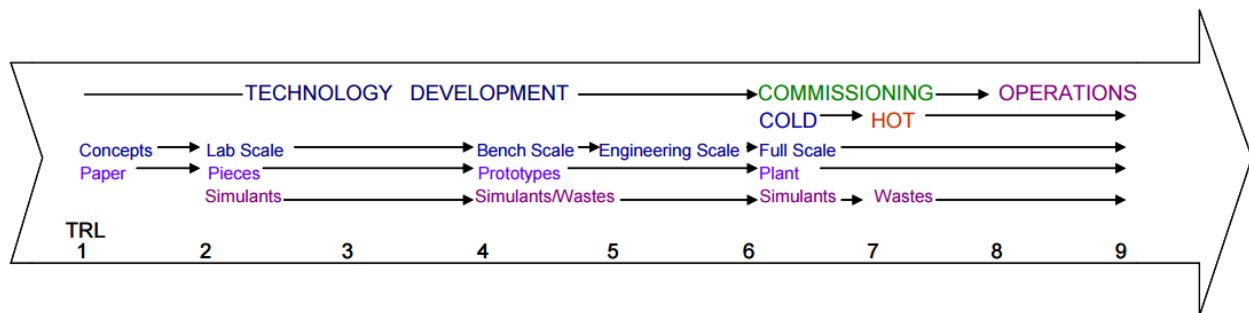 TECHNOLOGY DEVELOPMENT COMMISSIONING OPERATIONS
COLD HOT
Concepts Lab Scale Bench Scale Engineering Scale Full Scale
Paper Pieces Prototypes Plant
Simulants Simulants/Wastes Simulants Wastes
TRL
1 2 3 4 5 6 7 8 9